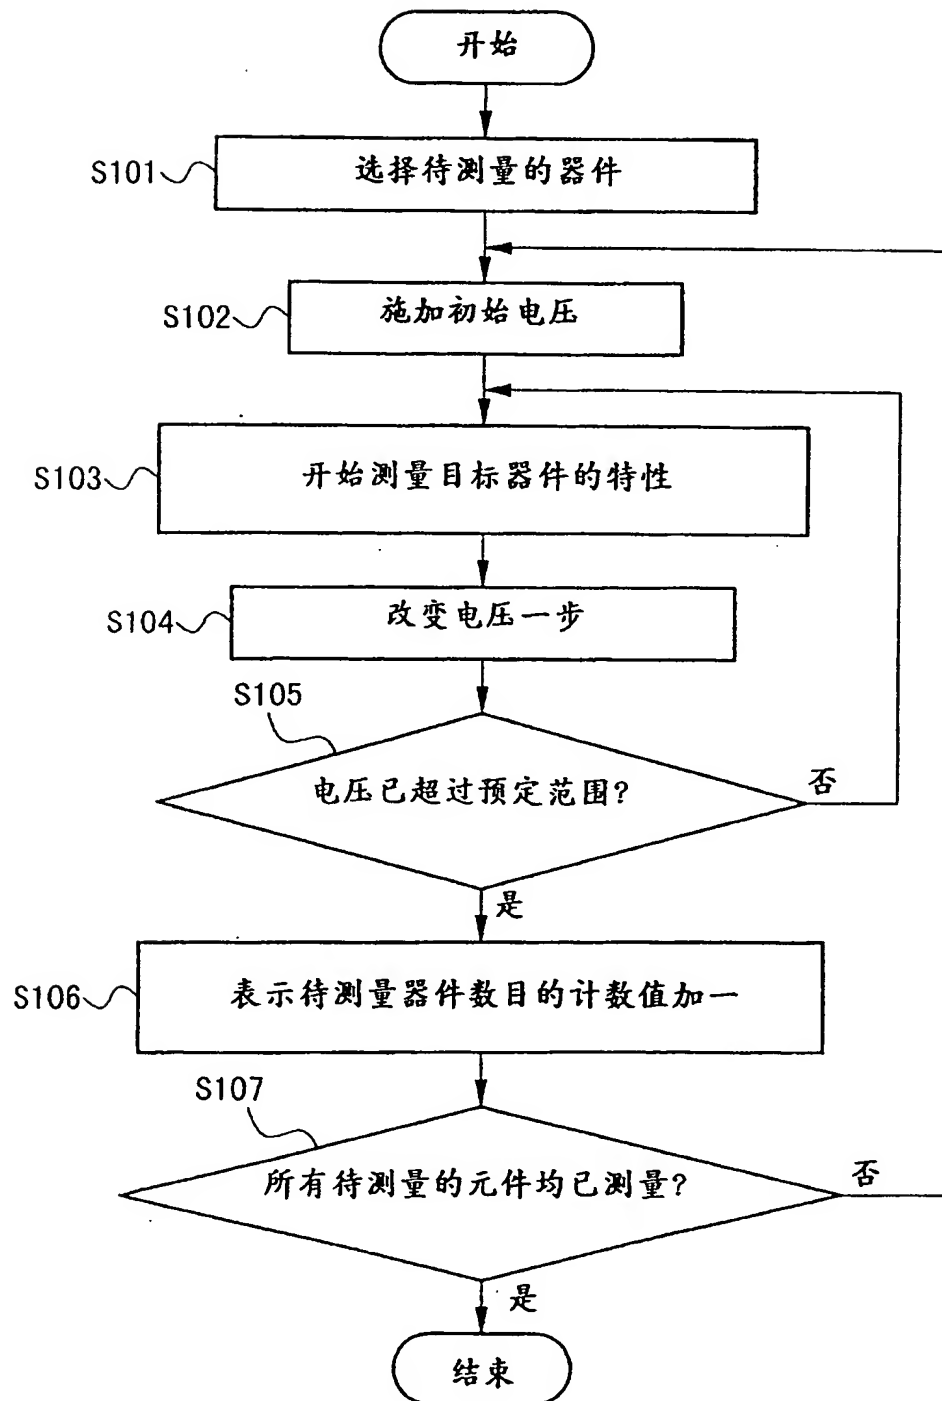 开始
S101
选择待测量的器件
S102
施加初始电压
S103
开始测量目标器件的特性
S104
改变电压一步
S105
电压已超过预定范围?
否
是
S106
表示待测量器件数目的计数值加一
S107
所有待测量的元件均已测量?
否
是
结束